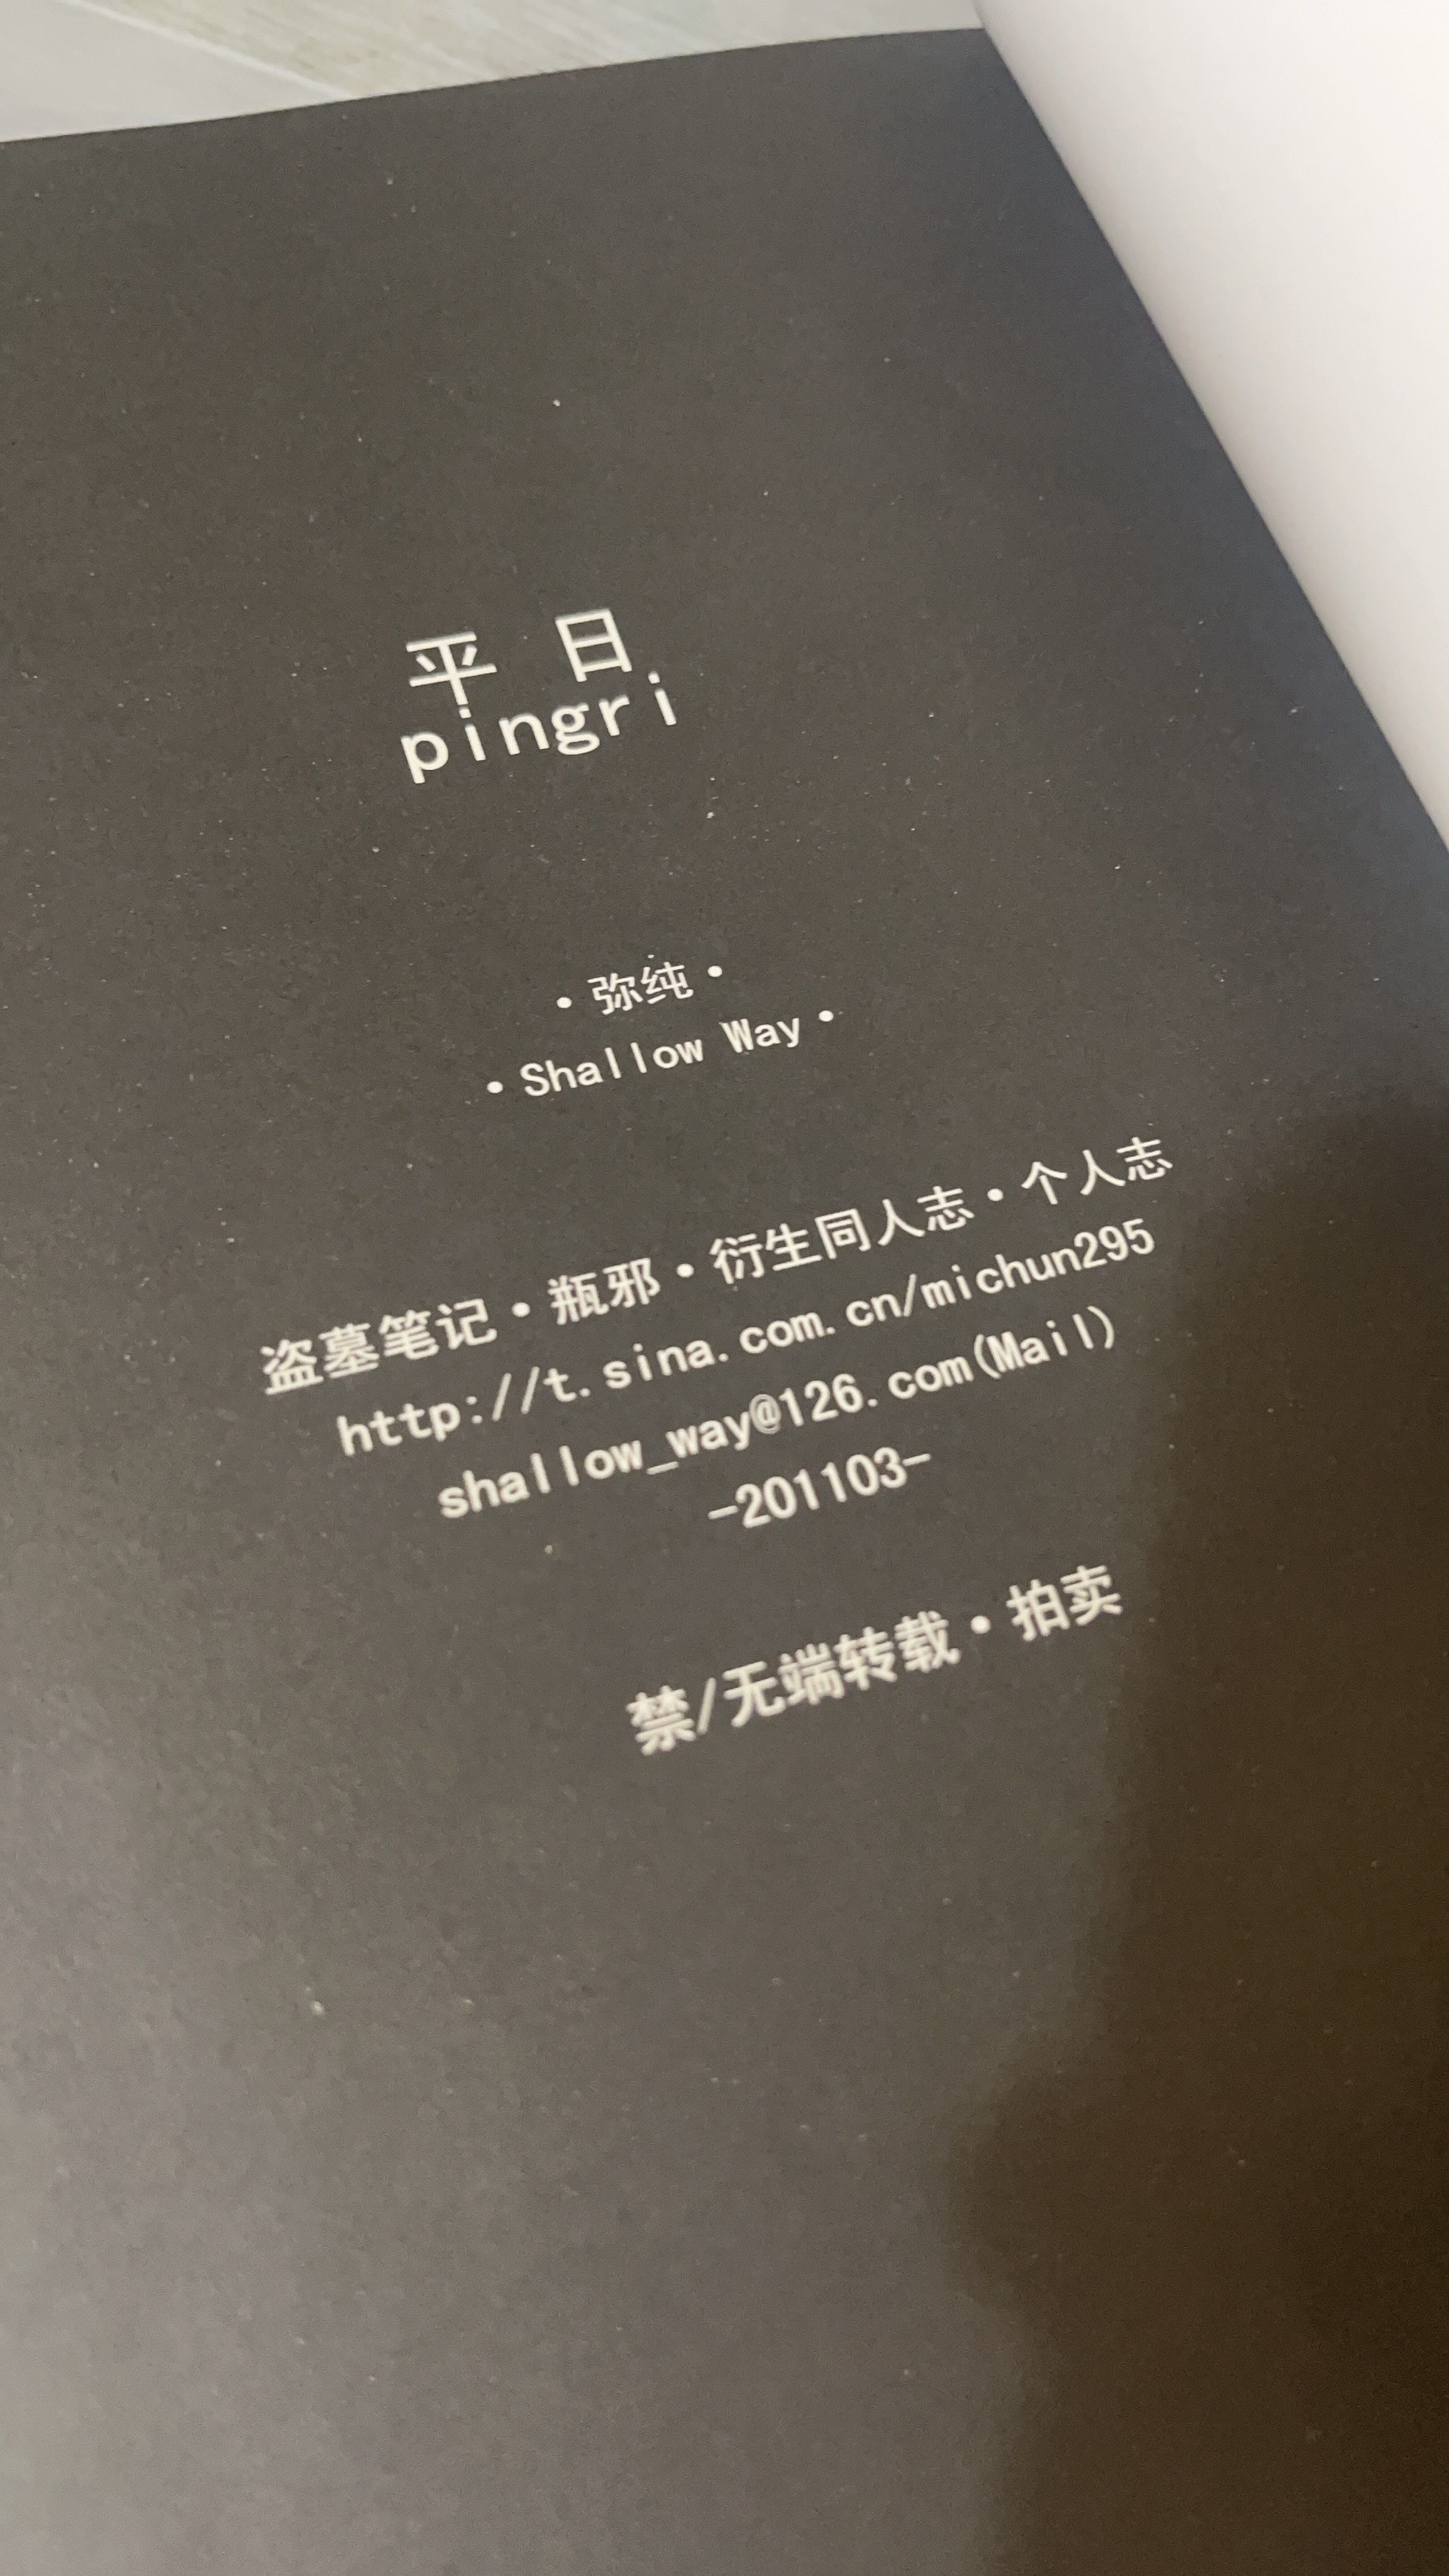 平 日
pingri
·弥纯·
·Shallow Way·
盗墓笔记·瓶邪·衍生同人志·个人志
http://t.sina.com.cn/michun295
shallow_way@126.com(Mail)
-201103-
禁/无端转载·拍卖